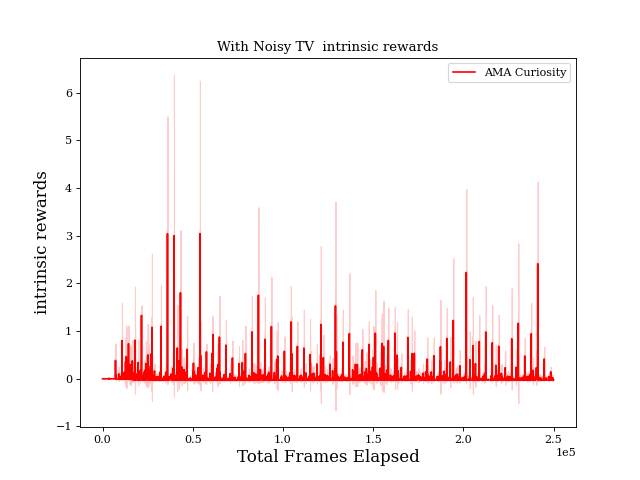 With Noisy TV  intrinsic rewards
AMA Curiosity
intrinsic rewards
6
5
4
3
2
1
0
−1
0.0
0.5
1.0
1.5
2.0
2.5
1e5
Total Frames Elapsed